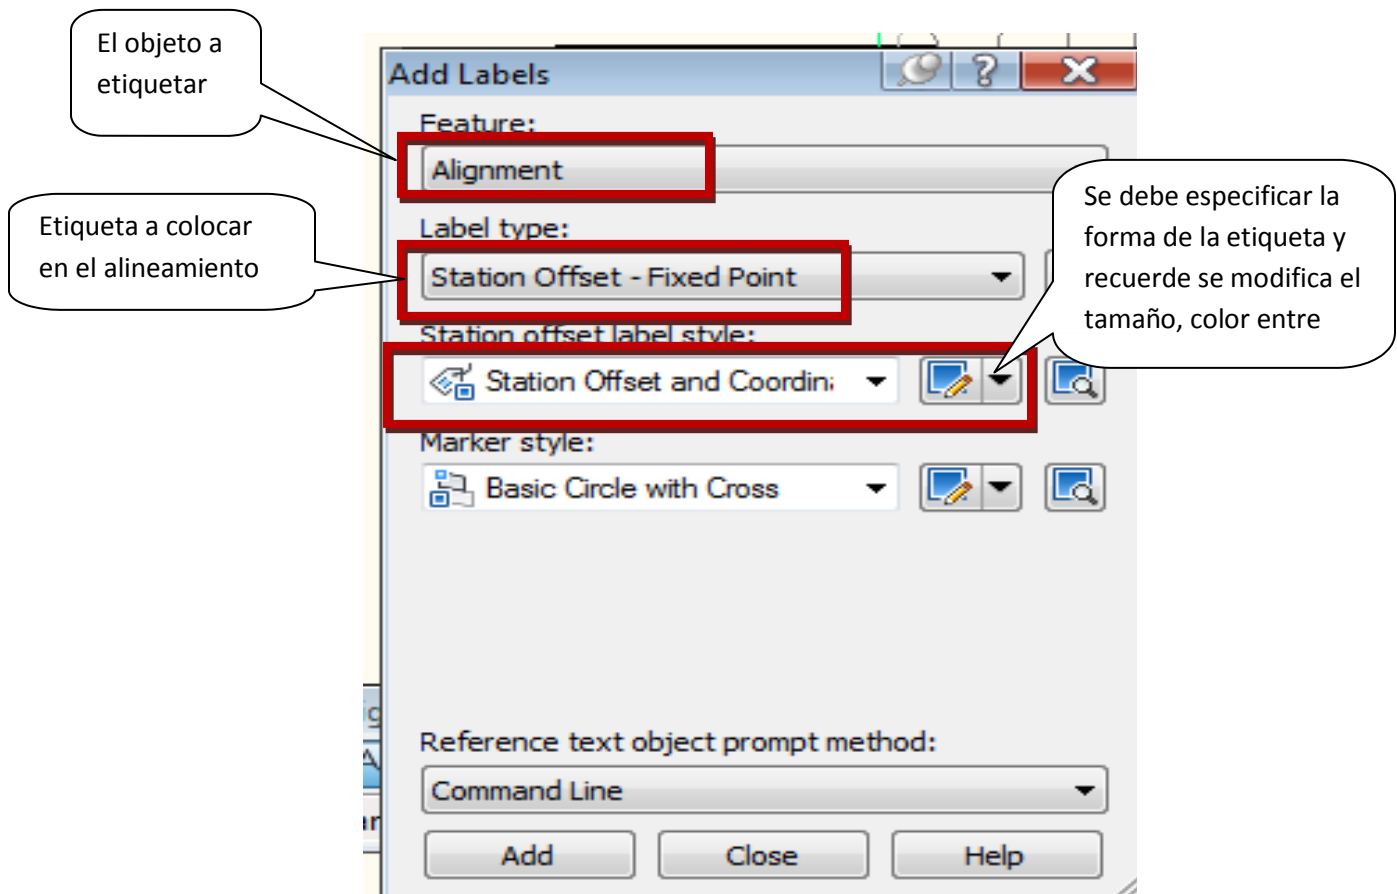 El objeto a
etiquetar
Add Labels
Feature:
Alignment
Se debe especificar la
forma de la etiqueta y
recuerde se modifica el
tamaño, color entre
Etiqueta a colocar
en el alineamiento
Label type:
Station Offset - Fixed Point
Station offset label style:
Station Offset and Coordin
Marker style:
Basic Circle with Cross
Reference text object prompt method:
Command Line
Add
Close
Help